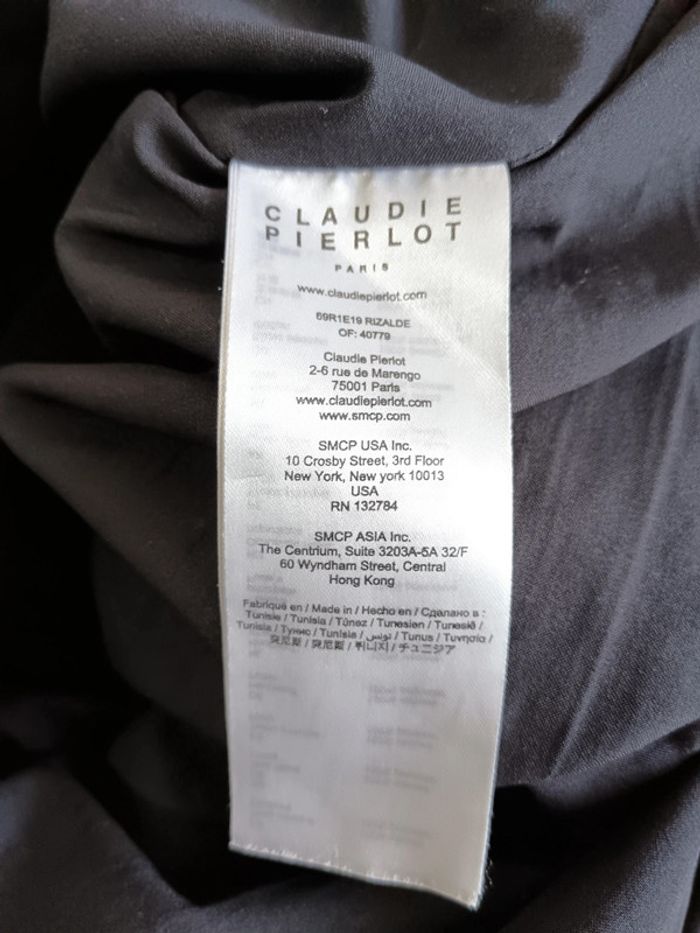 CLAUDIE
PIERLOT
PARIS
www.claudiepierlot.com
69R1E19 RIZALDE
OF: 40779
Claudie Pierlot
2-6 rue de Marengo
75001 Paris
www.claudiepierlot.com
www.smcp.com
SMCP USA Inc.
10 Crosby Street, 3rd Floor
New York, New york 10013
USA
RN 132784
SMCP ASIA Inc.
The Centrium, Suite 3203A-5A 32/F
60 Wyndham Street, Central
Hong Kong
Fabriqué en / Made in / Hecho en / Сделано в :
Tunisie / Tunisia / Túnez / Tunesien / Tunesië /
Tunisia / Тунис / Tunísia / تونس / Tunus / Τυνησία /
突尼斯 / 突尼斯 / 튀니지 / チュニジア